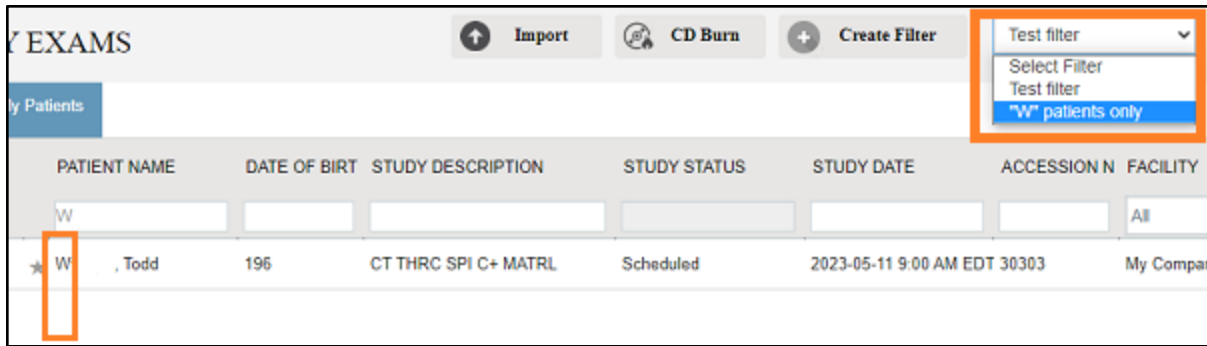 Y EXAMS Import CD Burn Create Filter Test filter
Select Filter
Test filter
"W" patients only
ly Patients
PATIENT NAME DATE OF BIRT STUDY DESCRIPTION STUDY STATUS STUDY DATE ACCESSION N FACILITY
W All
W , Todd 196 CT THRC SPI C+ MATRL Scheduled 2023-05-11 9:00 AM EDT 30303 My Compa